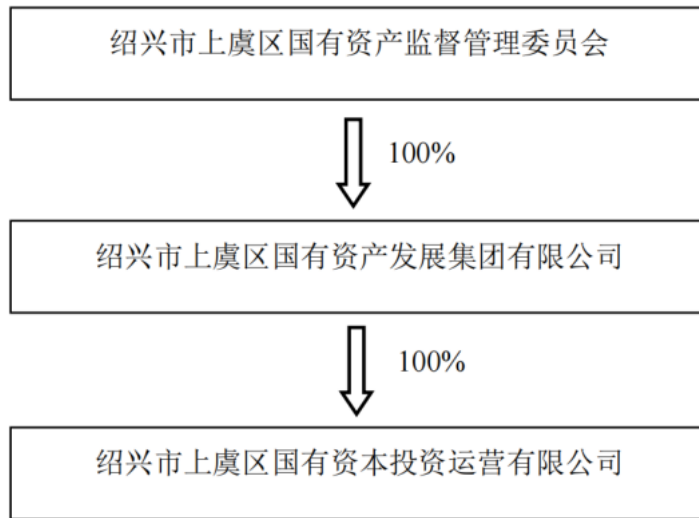 绍兴市上虞区国有资产监督管理委员会
100%
绍兴市上虞区国有资产发展集团有限公司
100%
绍兴市上虞区国有资本投资运营有限公司